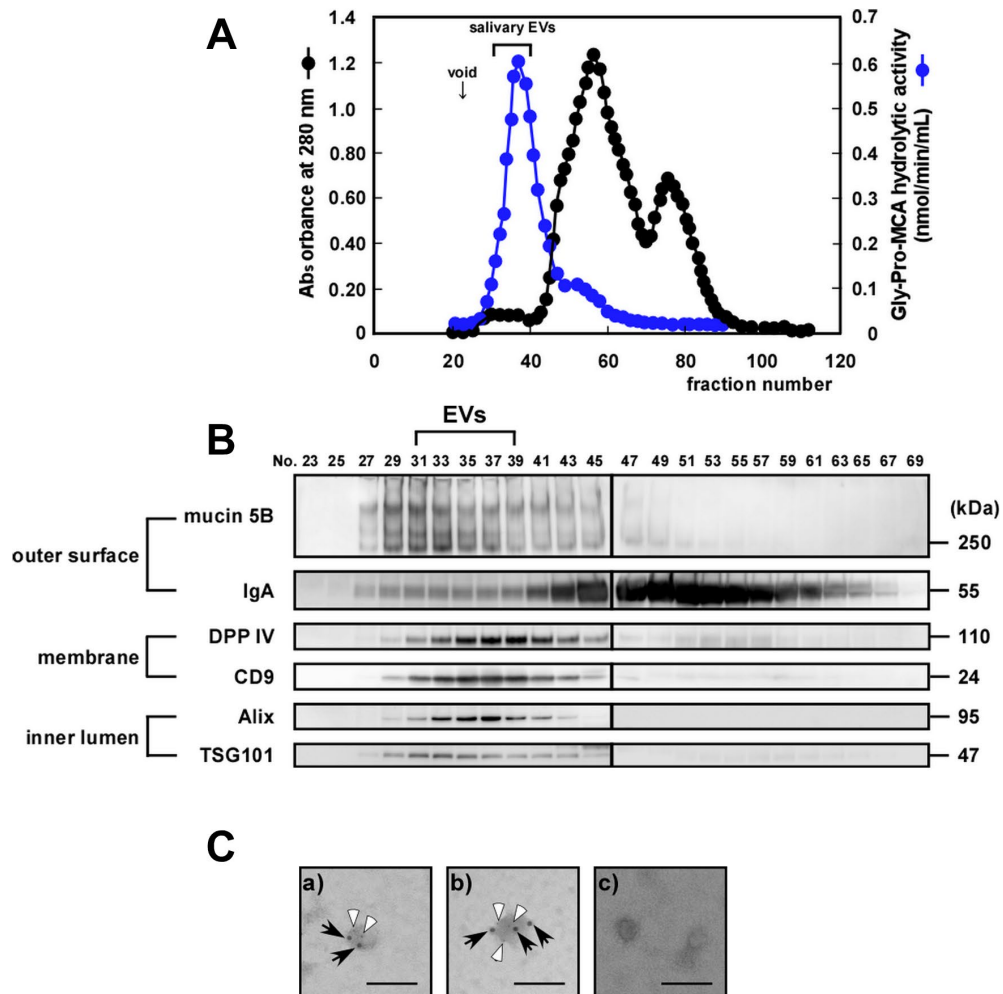 A
salivary EVs
void
↓
Absorbance at 280 nm
1.4
1.2
1.0
0.80
0.60
0.40
0.20
0
0.7
0.6
0.5
0.4
0.3
0.2
0.1
0
Gly-Pro-MCA hydrolytic activity
(nmol/min/mL)
0 20 40 60 80 100 120
fraction number
B
EVs
No. 23 25 27 29 31 33 35 37 39 41 43 45 47 49 51 53 55 57 59 61 63 65 67 69
(kDa)
outer surface
mucin 5B
250
IgA
55
membrane
DPP IV
110
CD9
24
inner lumen
Alix
95
TSG101
47
C
a) b) c)